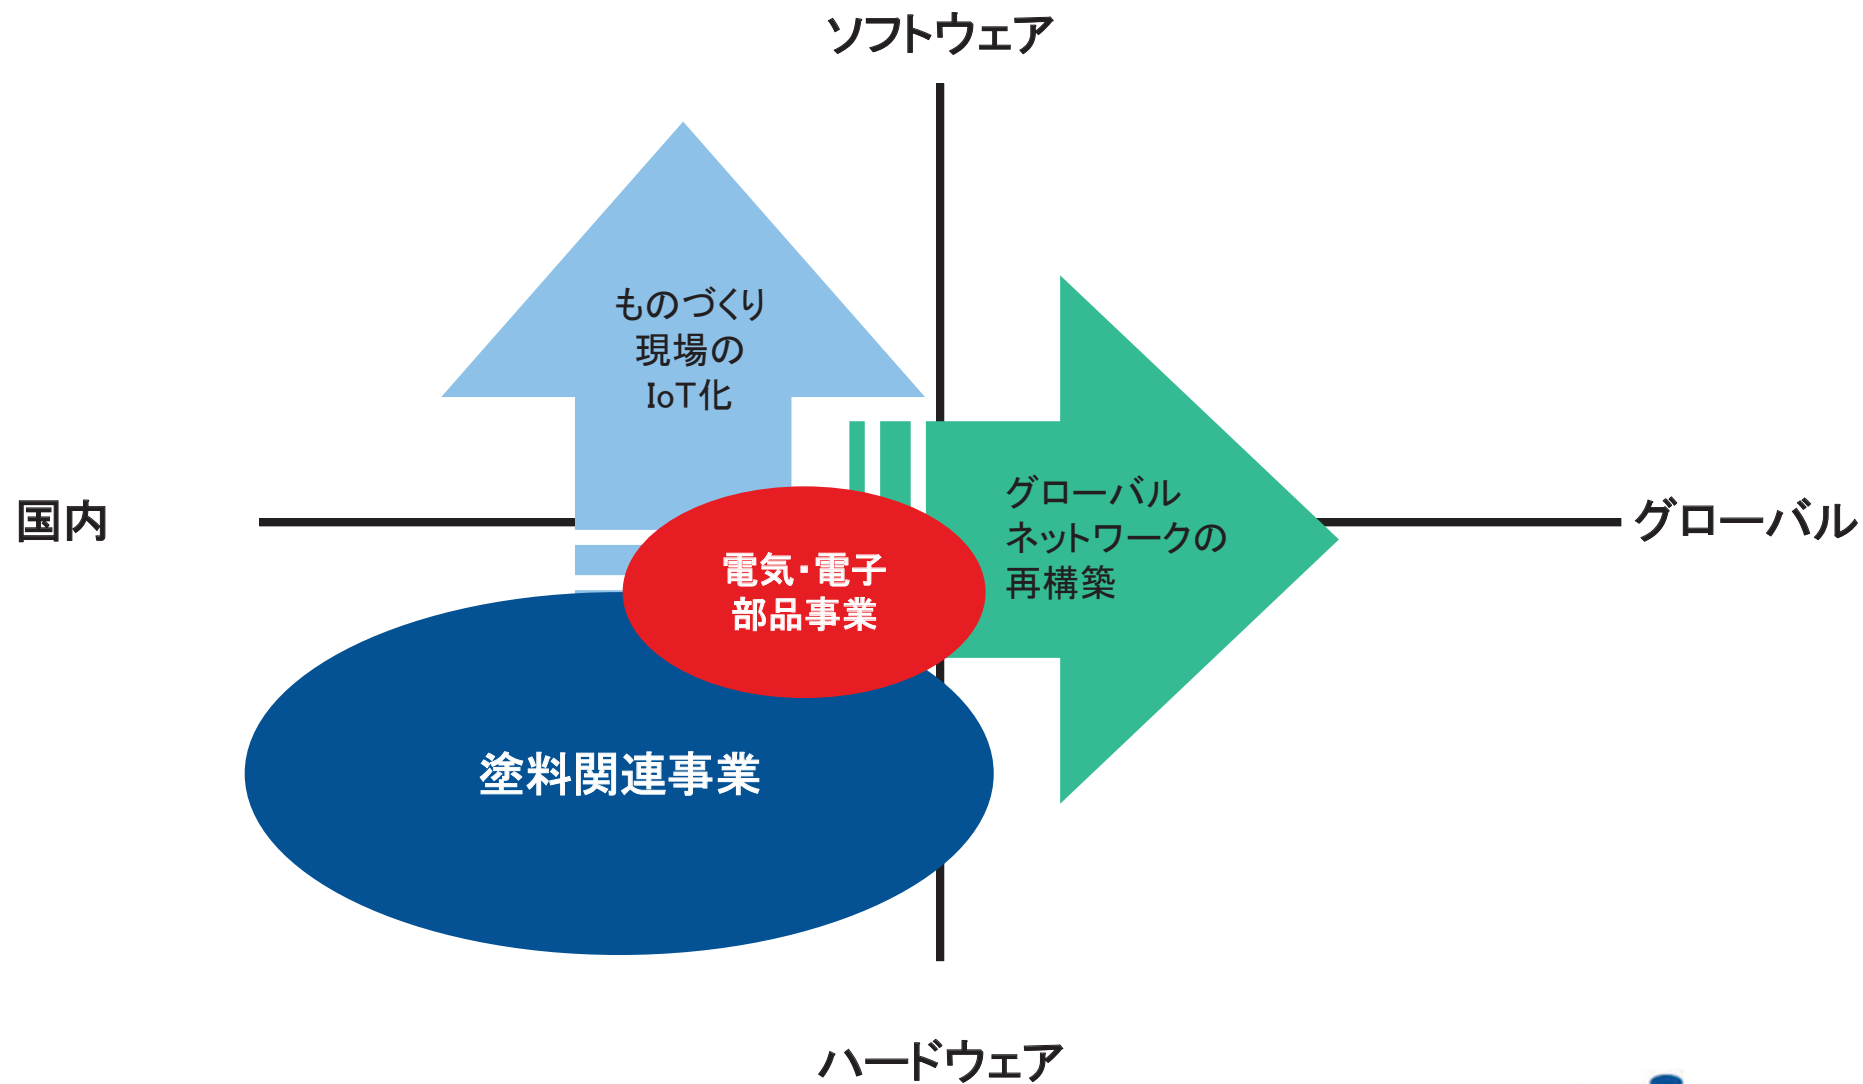 ソフトウェア
ものづくり
現場の
IoT化
国内
グローバル
グローバル
ネットワークの
再構築
電気・電子
部品事業
塗料関連事業
ハードウェア